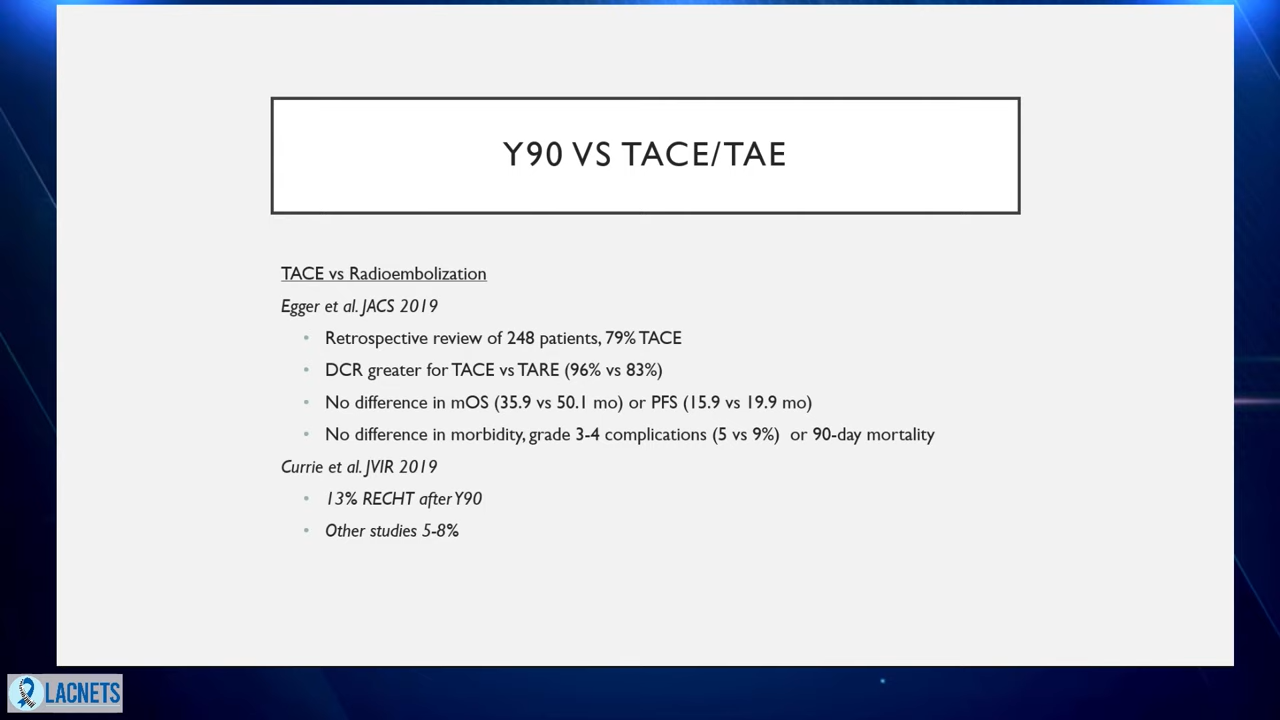 Y90 VS TACE/TAE
TACE vs Radioembolization
Egger et al. JACS 2019
• Retrospective review of 248 patients, 79% TACE
• DCR greater for TACE vs TARE (96% vs 83%)
• No difference in mOS (35.9 vs 50.1 mo) or PFS (15.9 vs 19.9 mo)
• No difference in morbidity, grade 3-4 complications (5 vs 9%) or 90-day mortality
Currie et al. JVIR 2019
• 13% RECHT after Y90
• Other studies 5-8%
LACNETS